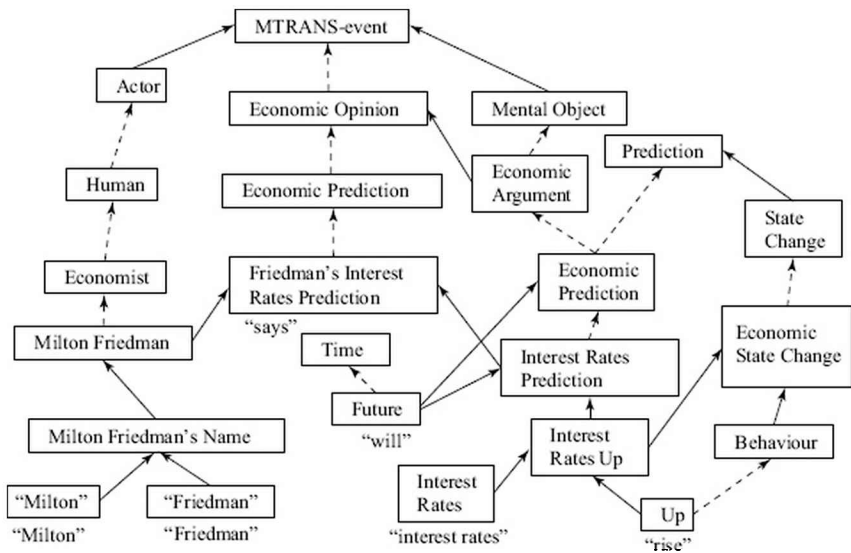 MTRANS-event
Actor
Economic Opinion
Mental Object
Prediction
Economic
Argument
Human
Economic Prediction
State
Change
Economist
Friedman’s Interest
Rates Prediction
“says”
Economic
Prediction
Milton Friedman
Time
Interest Rates
Prediction
Economic
State Change
Future
“will”
Milton Friedman’s Name
Interest
Rates Up
Behaviour
“Milton”
“Milton”
“Friedman”
“Friedman”
Interest
Rates
“interest rates”
Up
“rise”